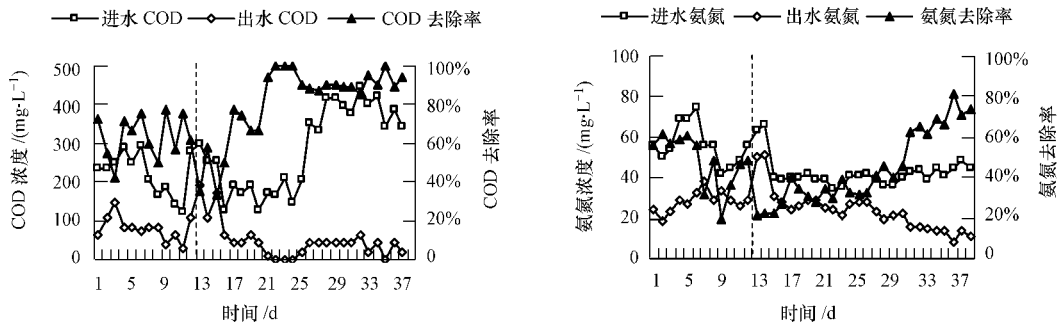 进水 COD 出水 COD COD 去除率
COD 浓度 /(mg·L⁻¹)
500
400
300
200
100
0
100%
80%
60%
40%
20%
0
COD 去除率
1 5 9 13 17 21 25 29 33 37
时间 /d
进水氨氮 出水氨氮 氨氮去除率
氨氮浓度 /(mg·L⁻¹)
100
80
60
40
20
0
100%
80%
60%
40%
20%
0%
氨氮去除率
1 5 9 13 17 21 25 29 33 37
时间 /d